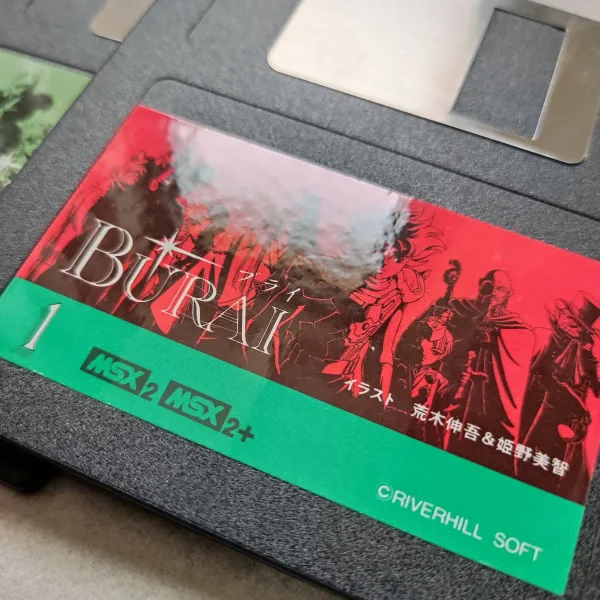 ブライ
BURAI
1
イラスト 荒木伸吾&姫野美智
MSX2 MSX2+
©RIVERHILL SOFT